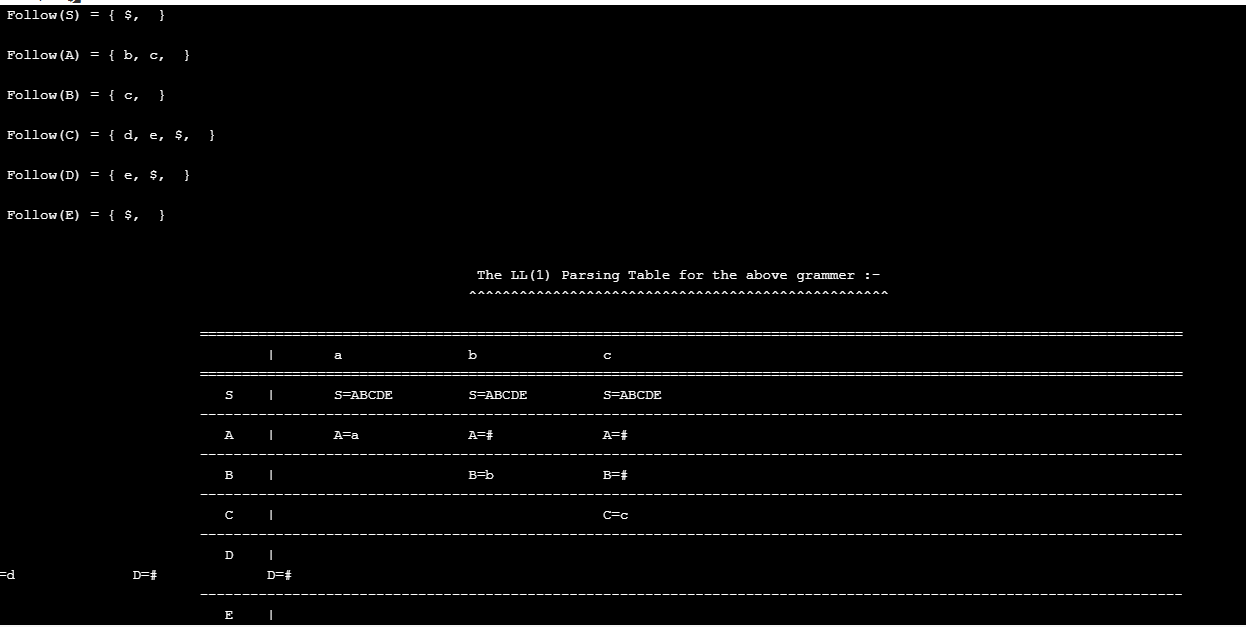 Follow(S) = { $,  }
Follow(A) = { b, c,  }
Follow(B) = { c,  }
Follow(C) = { d, e, $,  }
Follow(D) = { e, $,  }
Follow(E) = { $,  }
The LL(1) Parsing Table for the above grammer :-
^^^^^^^^^^^^^^^^^^^^^^^^^^^^^^^^^^^^^^^^^^^^^^^^^^
=====================================================================================================================
| a b c
=====================================================================================================================
S | S=ABCDE S=ABCDE S=ABCDE
---------------------------------------------------------------------------------------------------------------------
A | A=a A=# A=#
---------------------------------------------------------------------------------------------------------------------
B | B=b B=#
---------------------------------------------------------------------------------------------------------------------
C | C=c
---------------------------------------------------------------------------------------------------------------------
D |
=d D=# D=#
---------------------------------------------------------------------------------------------------------------------
E |